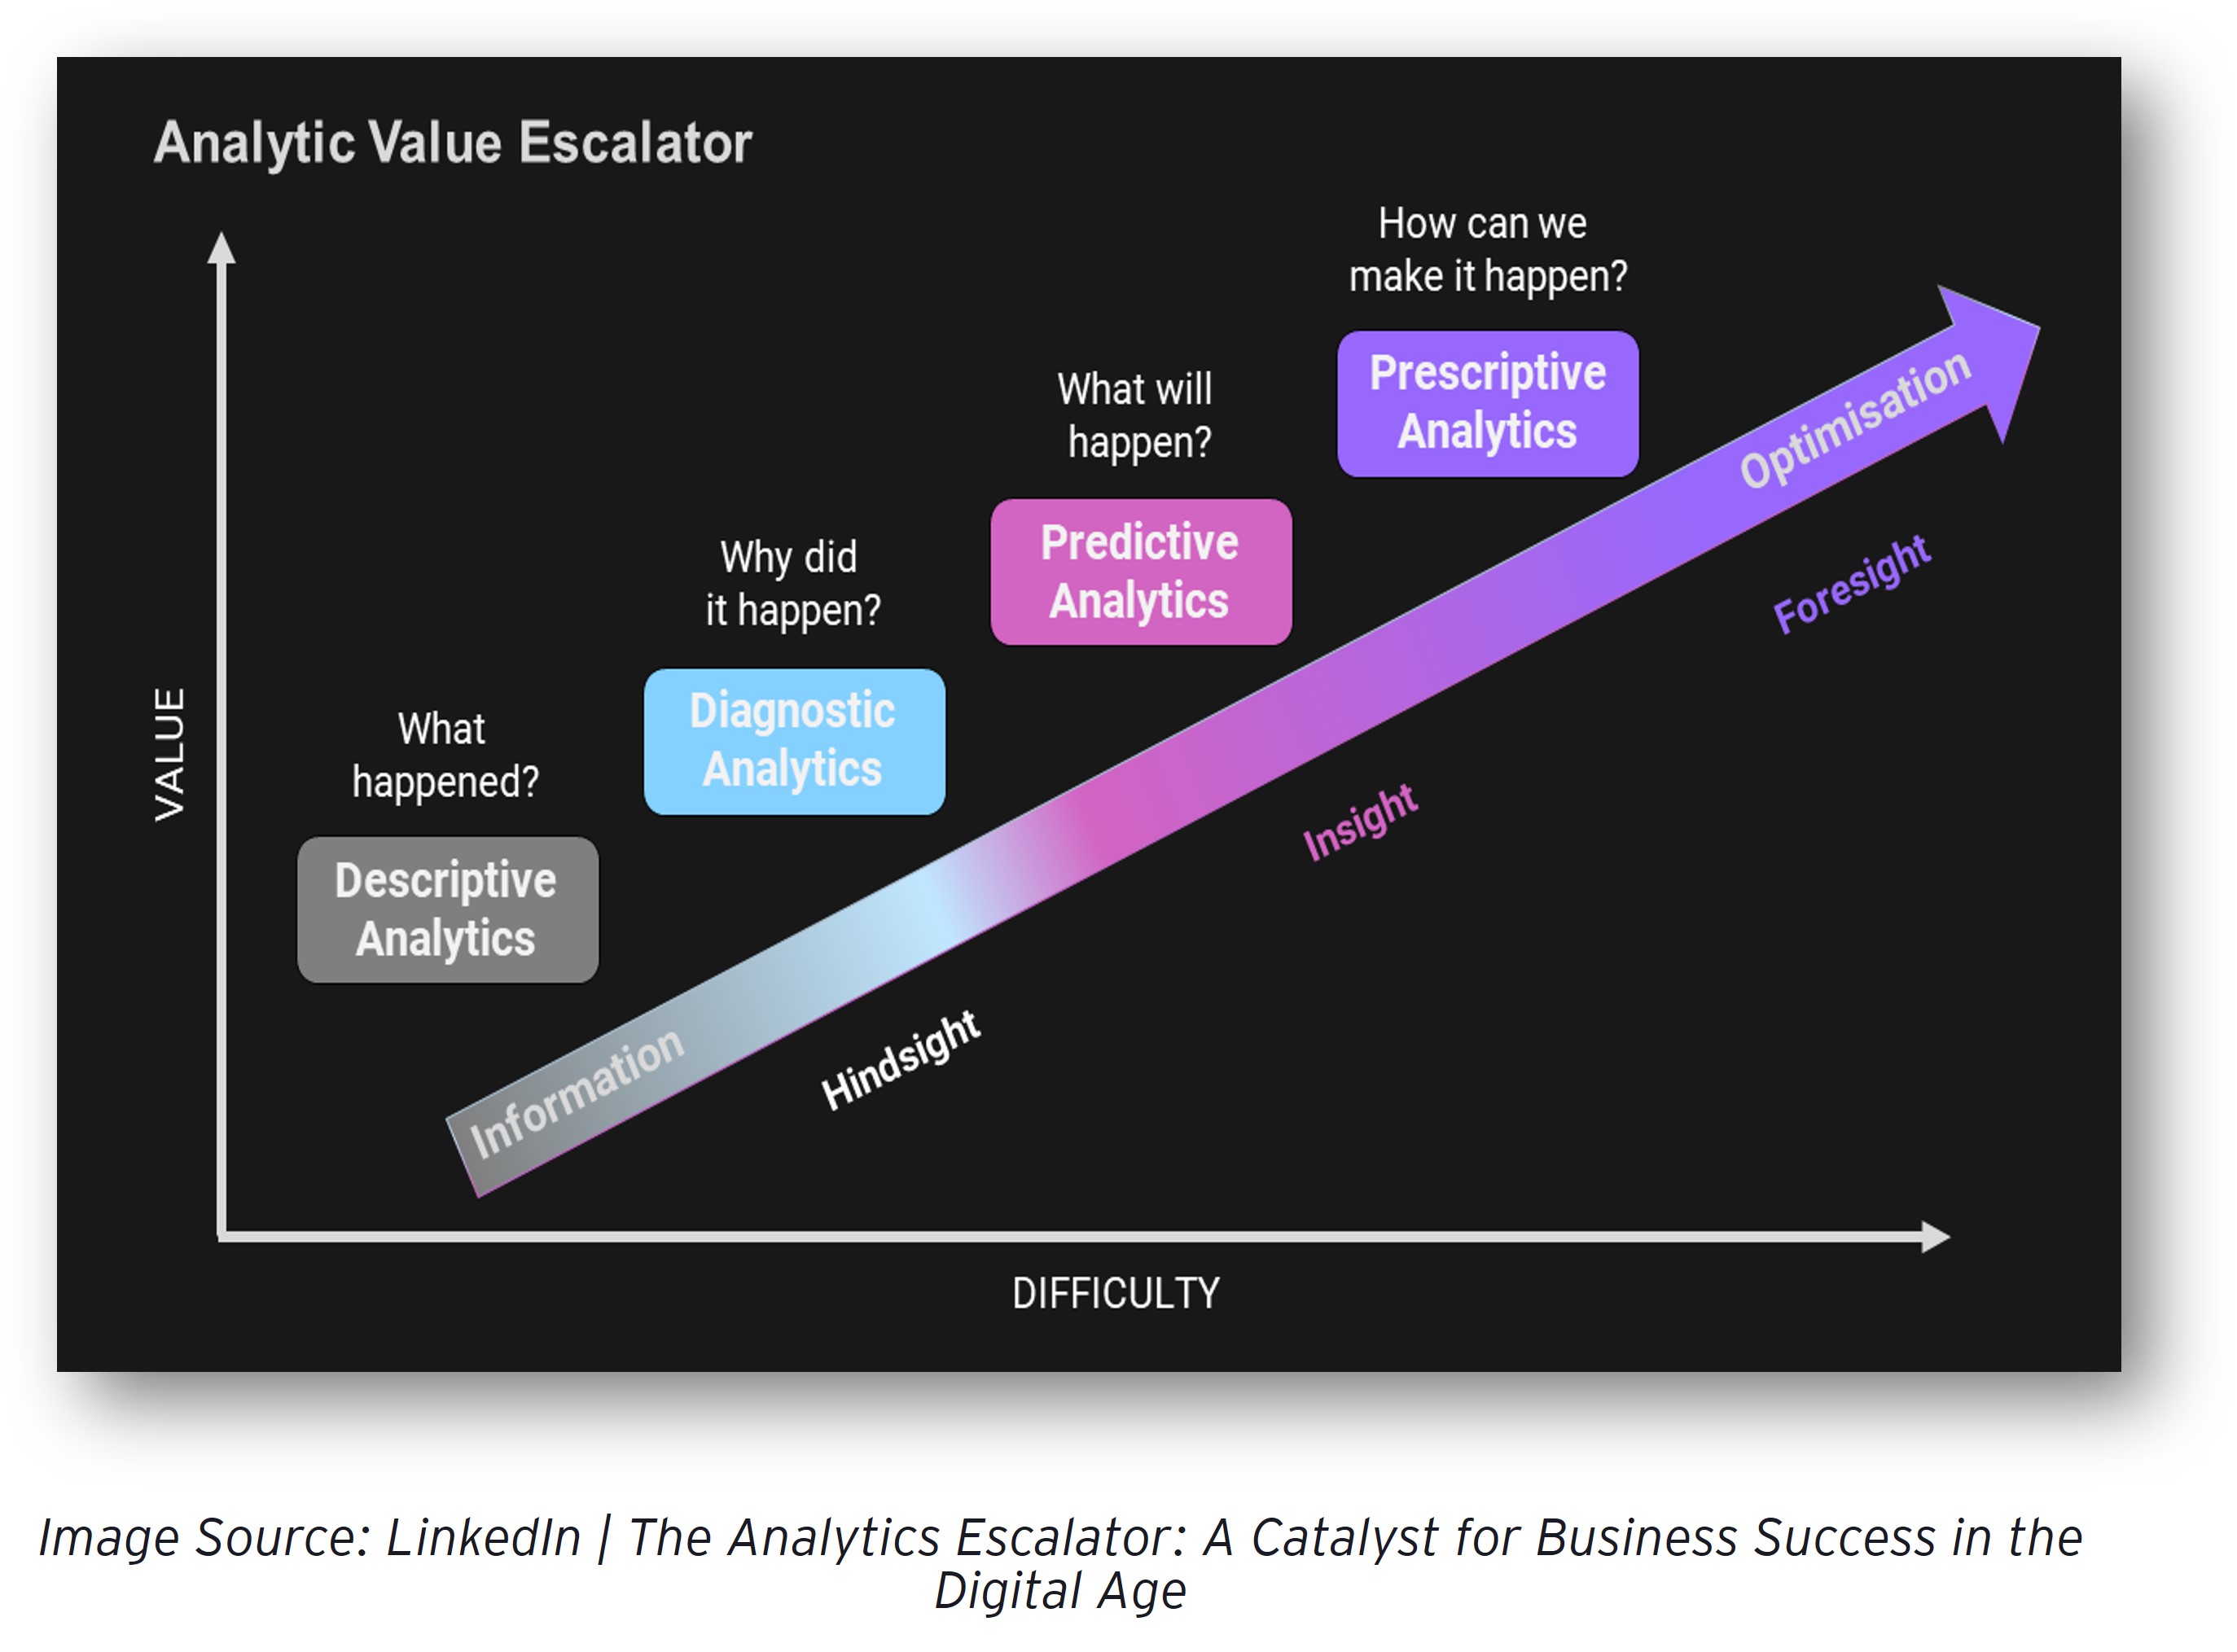 Analytic Value Escalator
How can we
make it happen?
Prescriptive
Analytics
What will
happen?
Predictive
Analytics
Why did
it happen?
Diagnostic
Analytics
What
happened?
Descriptive
Analytics
Information
Optimisation
Hindsight
Insight
Foresight
VALUE
DIFFICULTY
Image Source: LinkedIn | The Analytics Escalator: A Catalyst for Business Success in the
Digital Age